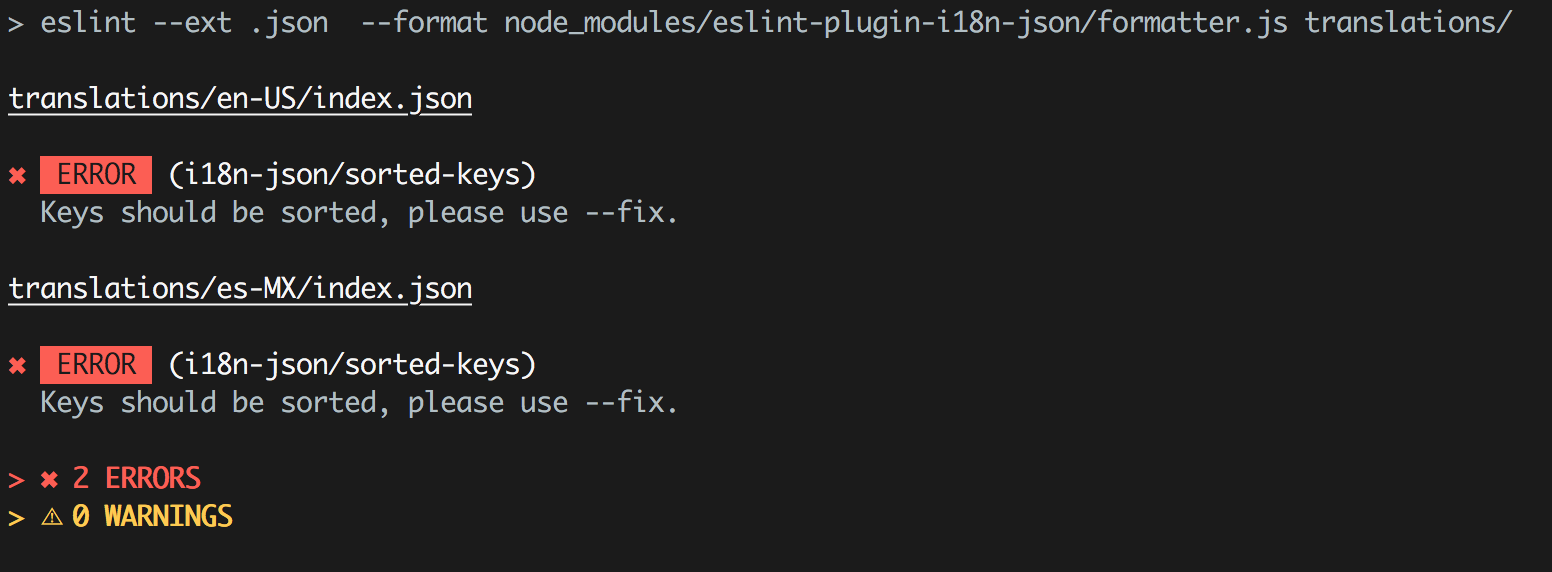 > eslint --ext .json  --format node_modules/eslint-plugin-i18n-json/formatter.js translations/
translations/en-US/index.json
✖ ERROR (i18n-json/sorted-keys)
Keys should be sorted, please use --fix.
translations/es-MX/index.json
✖ ERROR (i18n-json/sorted-keys)
Keys should be sorted, please use --fix.
> ✖ 2 ERRORS
> ⚠ 0 WARNINGS